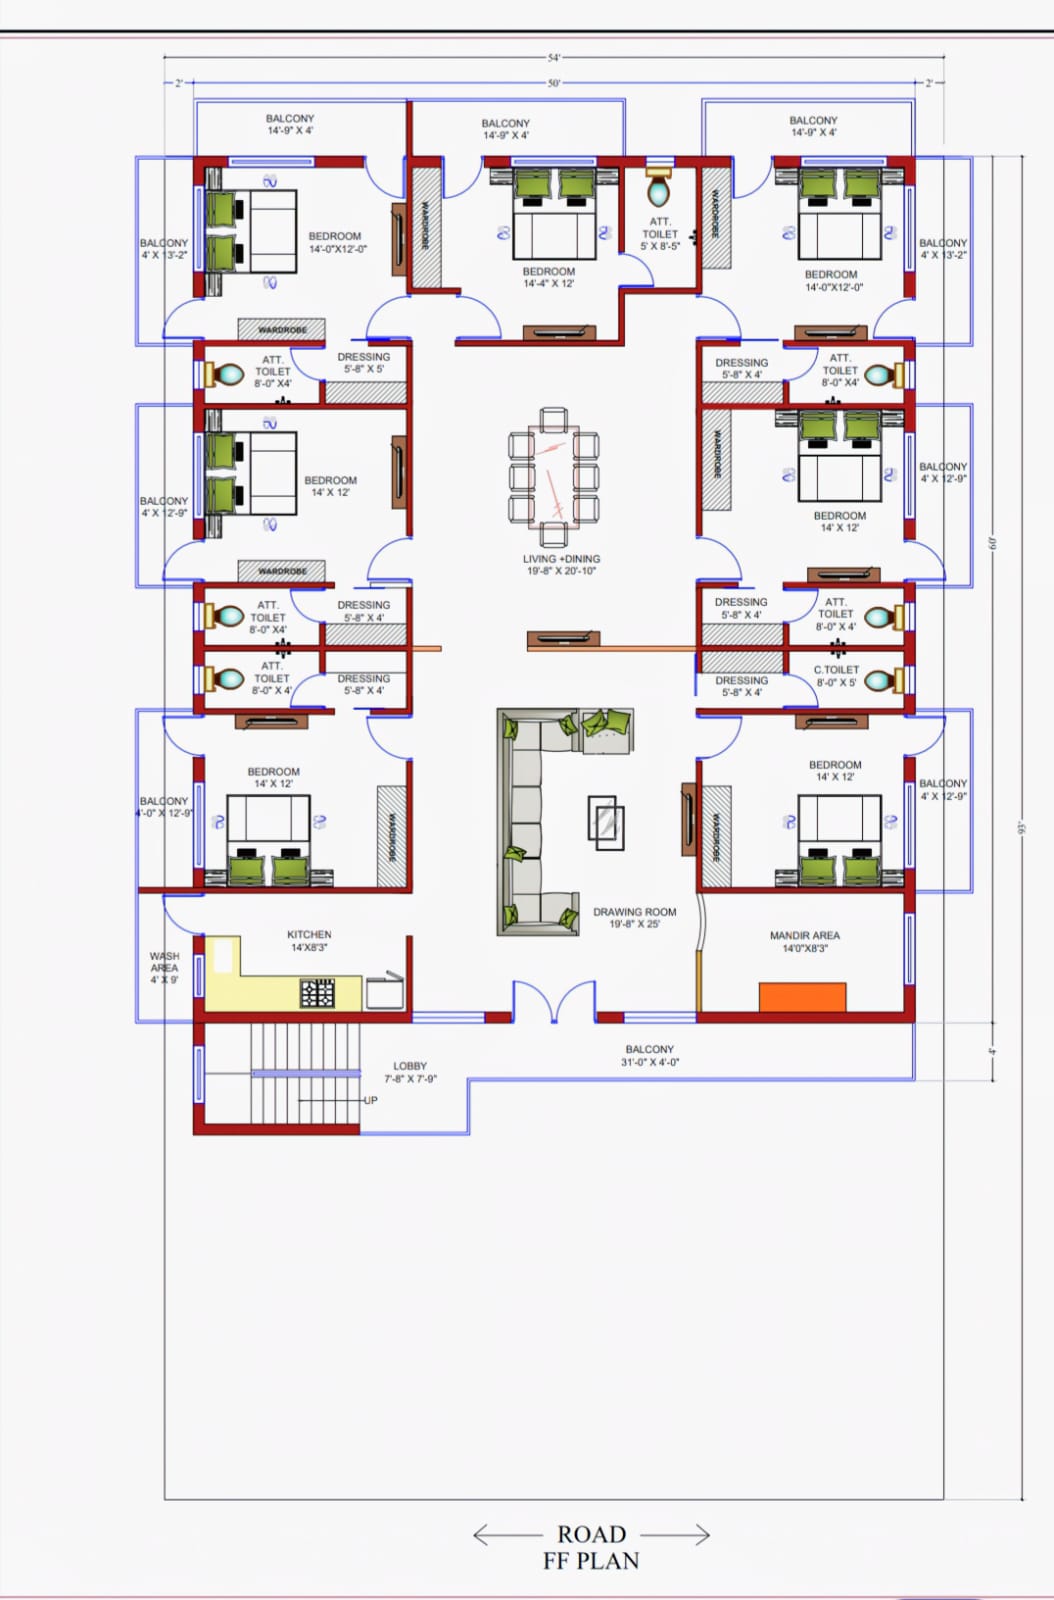 54'
2'
50'
2'
BALCONY
14'-9" X 4'
BALCONY
14'-9" X 4'
BALCONY
14'-9" X 4'
BALCONY
4' X 13'-2"
BEDROOM
14'-0"X12'-0"
WARDROBE
WARDROBE
BEDROOM
14'-4" X 12'
ATT.
TOILET
5' X 8'-5"
WARDROBE
BEDROOM
14'-0"X12'-0"
BALCONY
4' X 13'-2"
ATT.
TOILET
8'-0" X4'
DRESSING
5'-8" X 5'
DRESSING
5'-8" X 4'
ATT.
TOILET
8'-0" X4'
BALCONY
4' X 12'-9"
BEDROOM
14' X 12'
WARDROBE
LIVING +DINING
19'-8" X 20'-10"
WARDROBE
BEDROOM
14' X 12'
BALCONY
4' X 12'-9"
60'
ATT.
TOILET
8'-0" X4'
DRESSING
5'-8" X 4'
DRESSING
5'-8" X 4'
ATT.
TOILET
8'-0" X 4'
ATT.
TOILET
8'-0" X 4'
DRESSING
5'-8" X 4'
DRESSING
5'-8" X 4'
C.TOILET
8'-0" X 5'
BALCONY
4'-0" X 12'-9"
BEDROOM
14' X 12'
WARDROBE
WARDROBE
BEDROOM
14' X 12'
BALCONY
4' X 12'-9"
93'
DRAWING ROOM
19'-8" X 25'
WASH
AREA
4' X 9'
KITCHEN
14'X8'3"
MANDIR AREA
14'0"X8'3"
LOBBY
7'-8" X 7'-9"
UP
BALCONY
31'-0" X 4'-0"
4'
ROAD
FF PLAN